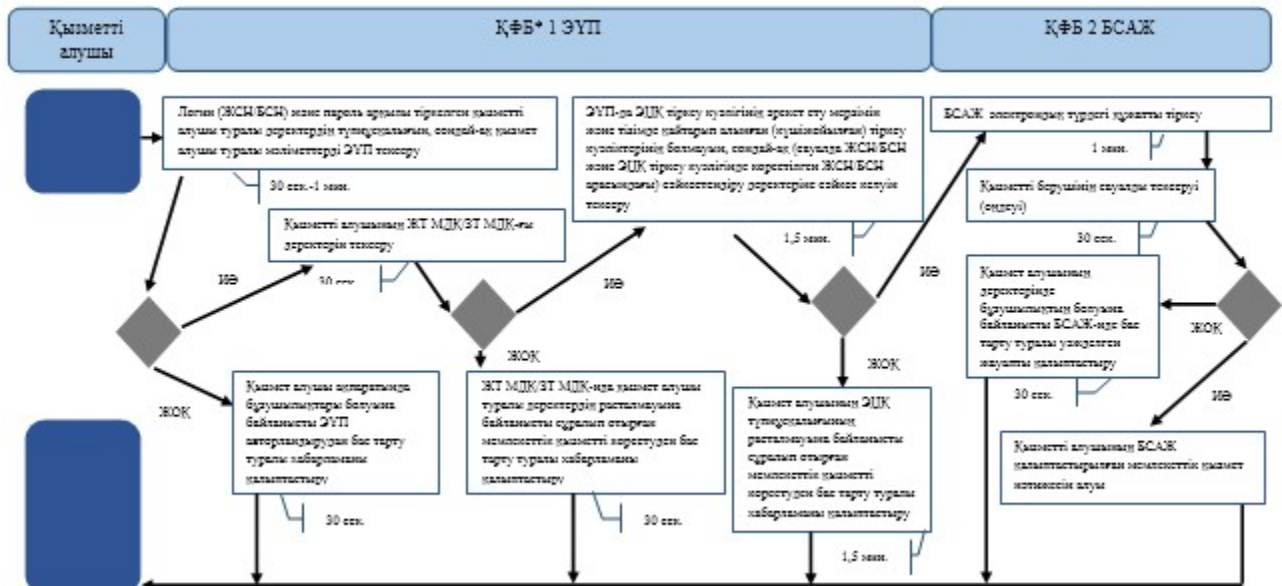 Қызметті
алушы
ҚФБ* 1 ЭҮП
ҚФБ 2 БСАЖ
Логин (ЖСН/БСН) және пароль арқылы тіркелген қызметті
алушы туралы деректердің түпнұсқалығын, сондай-ақ қызмет
алушы туралы мәліметтерді ЭҮП тексеру
30 сек.-1 мин.
Қызметті алушының ЖТ МДҚ/ЗТ МДҚ-ғы
деректерін тексеру
30 сек.
ЭҮП-да ЭЦҚ тіркеу куәлігінің әрекет ету мерзімін
және тізімде қайтарып алынған (күшіжойылған) тіркеу
куәліктерінің болмауын, сондай-ақ (сауалда ЖСН/БСН
және ЭЦҚ тіркеу куәлігінде көрсетілген ЖСН/БСН
арасындағы) сәйкестендіру деректеріне сәйкес келуін
тексеру
1,5 мин.
БСАЖ электрондық түрдегі құжатты тіркеу
1 мин.
Қызметті берушінің сауалды тексеруі
(өңдеуі)
30 сек.
Қызмет алушының
деректерінде
бұзушылықтың болуына
байланысты БСАЖ-нде бас
тарту туралы уәжделген
жауапты қалыптастыру
30 сек.
ИӘ
ИӘ
ИӘ
ИӘ
ЖОҚ
ЖОҚ
ЖОҚ
ЖОҚ
Қызмет алушы ақпаратында
бұзушылықтары болуына
байланысты ЭҮП
авторландырудан бас тарту
туралы хабарламаны
қалыптастыру
30 сек.
ЖТ МДҚ/ЗТ МДҚ-нда қызмет алушы
туралы деректердің расталмауына
байланысты сұралып отырған
мемлекеттік қызметті көрсетуден бас
тарту туралы хабарламаны
қалыптастыру
30 сек.
Қызмет алушының ЭЦҚ
түпнұсқалығының
расталмауына байланысты
сұралып отырған
мемлекеттік қызметті
көрсетуден бас тарту туралы
хабарламаны қалыптастыру
1,5 мин.
Қызметті алушының БСАЖ
қалыптастырылған мемлекеттік қызмет
нәтижесін алуы